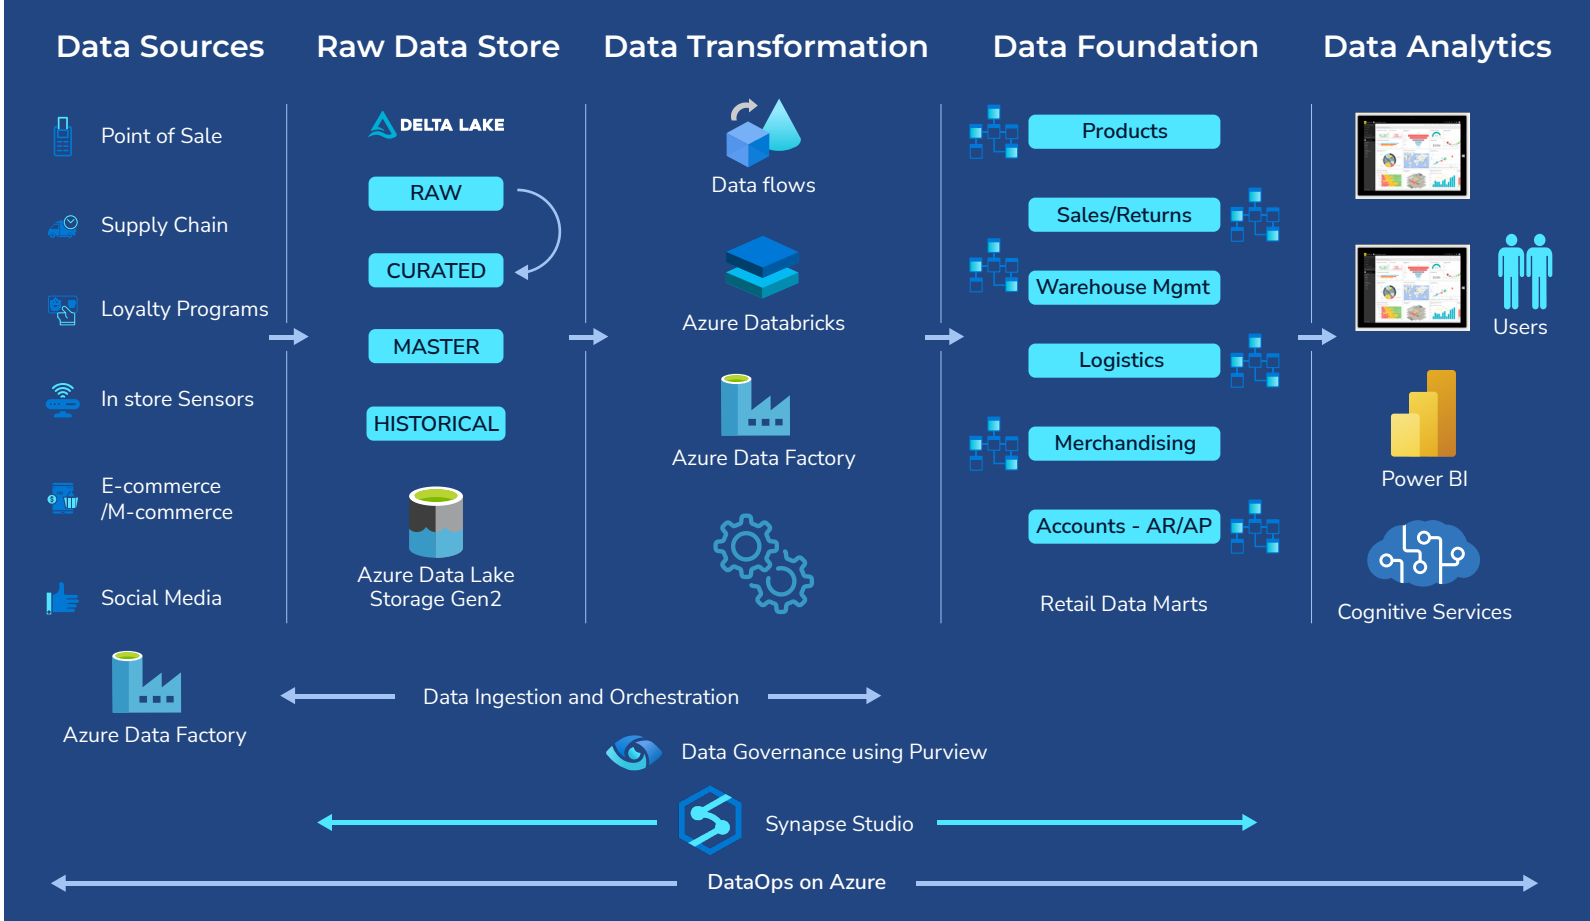 Data Sources
Raw Data Store
Data Transformation
Data Foundation
Data Analytics
Point of Sale
Supply Chain
Loyalty Programs
In store Sensors
E-commerce
/M-commerce
Social Media
Azure Data Factory
DELTA LAKE
RAW
CURATED
MASTER
HISTORICAL
Azure Data Lake
Storage Gen2
Data flows
Azure Databricks
Azure Data Factory
Products
Sales/Returns
Warehouse Mgmt
Logistics
Merchandising
Accounts - AR/AP
Retail Data Marts
Users
Power BI
Cognitive Services
Data Ingestion and Orchestration
Data Governance using Purview
Synapse Studio
DataOps on Azure